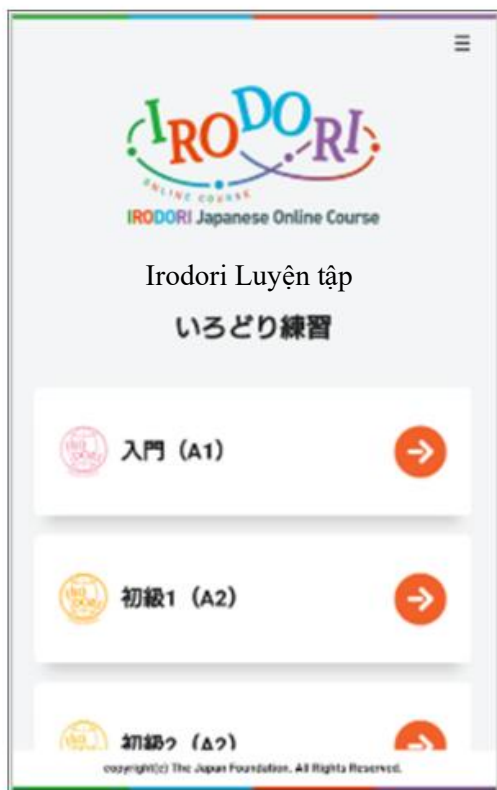 IRODORI
ONLINE COURSE
IRODORI Japanese Online Course
Irodori Luyện tập
いろどり練習
入門（A1）
初級1（A2）
初級2（A2）
copyright(c) The Japan Foundation. All Rights Reserved.